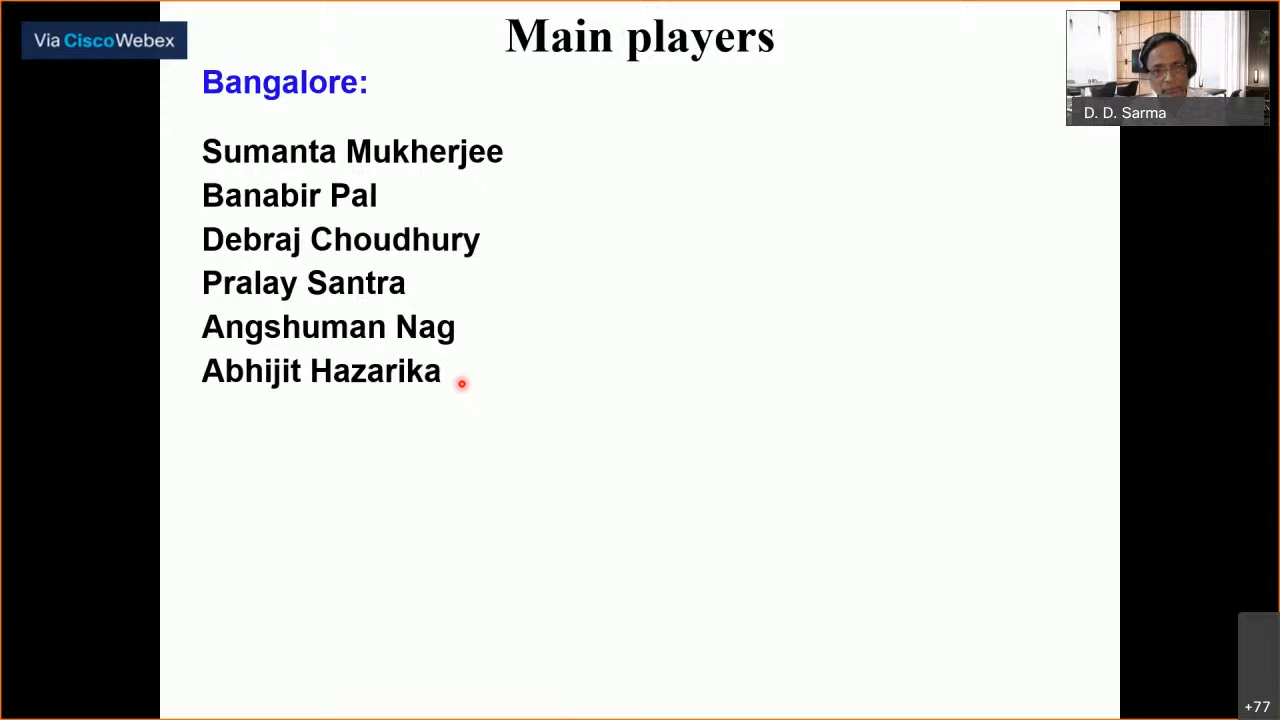 Via CiscoWebex
Main players
D. D. Sarma
Bangalore:
Sumanta Mukherjee
Banabir Pal
Debraj Choudhury
Pralay Santra
Angshuman Nag
Abhijit Hazarika
+77